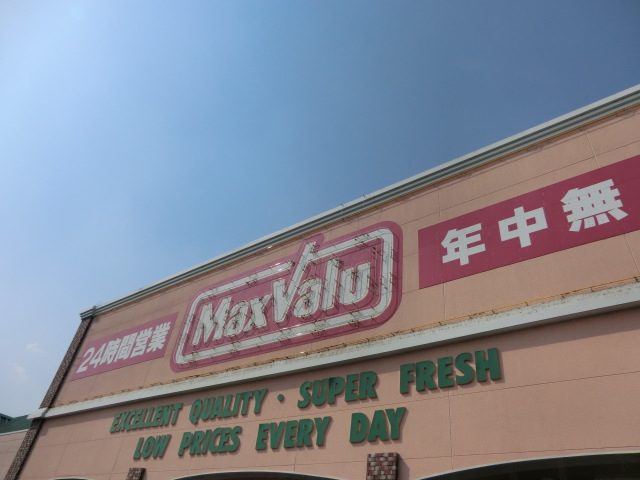 24時間営業
MaxValu
年中無
EXCELLENT QUALITY · SUPER FRESH
LOW PRICES EVERY DAY